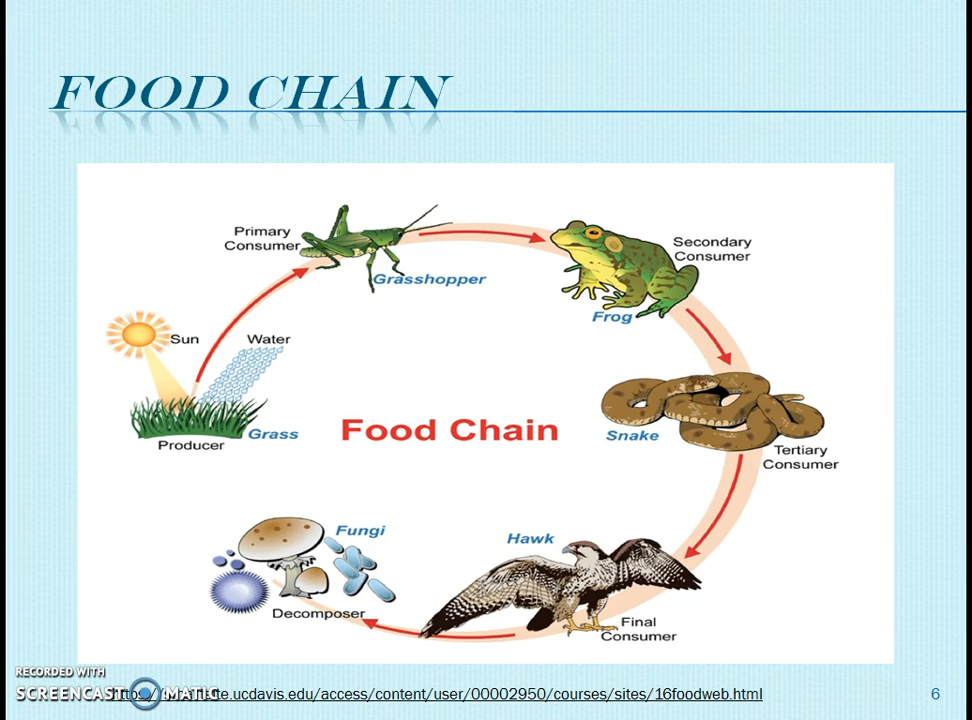 FOOD CHAIN
Primary
Consumer
Grasshopper
Secondary
Consumer
Frog
Sun
Water
Grass
Producer
Food Chain
Snake
Tertiary
Consumer
Fungi
Decomposer
Hawk
Final
Consumer
RECORDED WITH
SCREENCAST MATIC
.ucdavis.edu/access/content/user/00002950/courses/sites/16foodweb.html
6